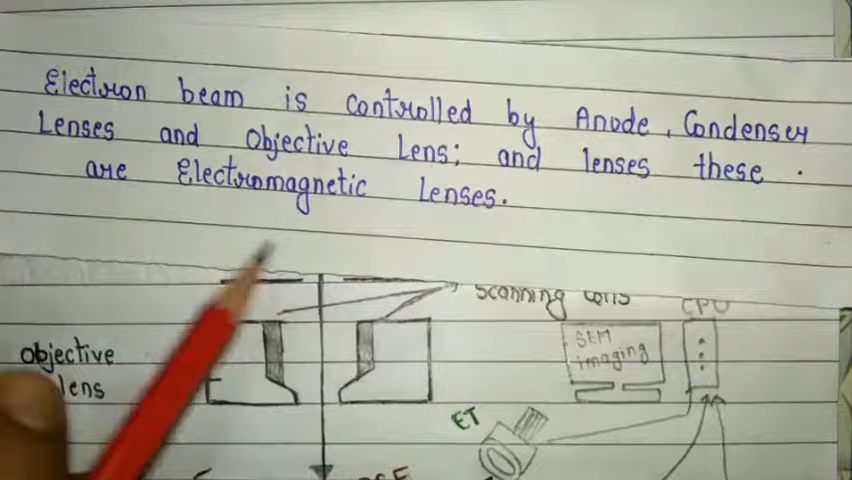 Electron beam is controlled by Anode, Condenser
Lenses and Objective Lens; and lenses these.
are Electronmagnetic Lenses.
scanning coils
CPU
SEM
imaging
Objective
lens
ET